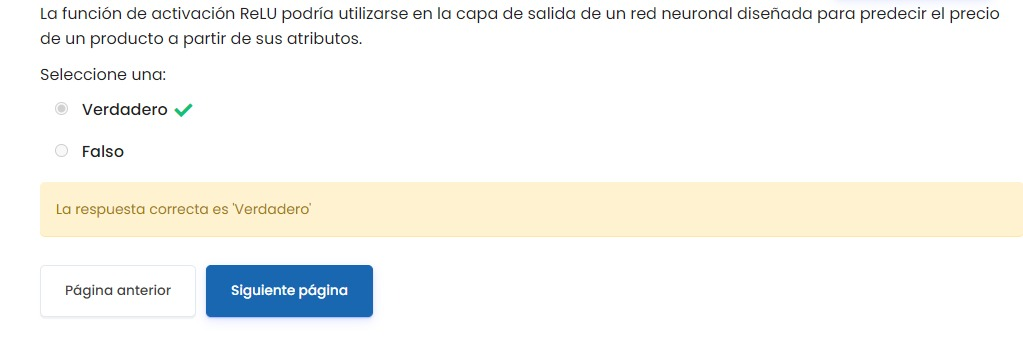 La función de activación ReLU podría utilizarse en la capa de salida de un red neuronal diseñada para predecir el precio
de un producto a partir de sus atributos.
Seleccione una:
Verdadero
Falso
La respuesta correcta es 'Verdadero'
Página anterior
Siguiente página